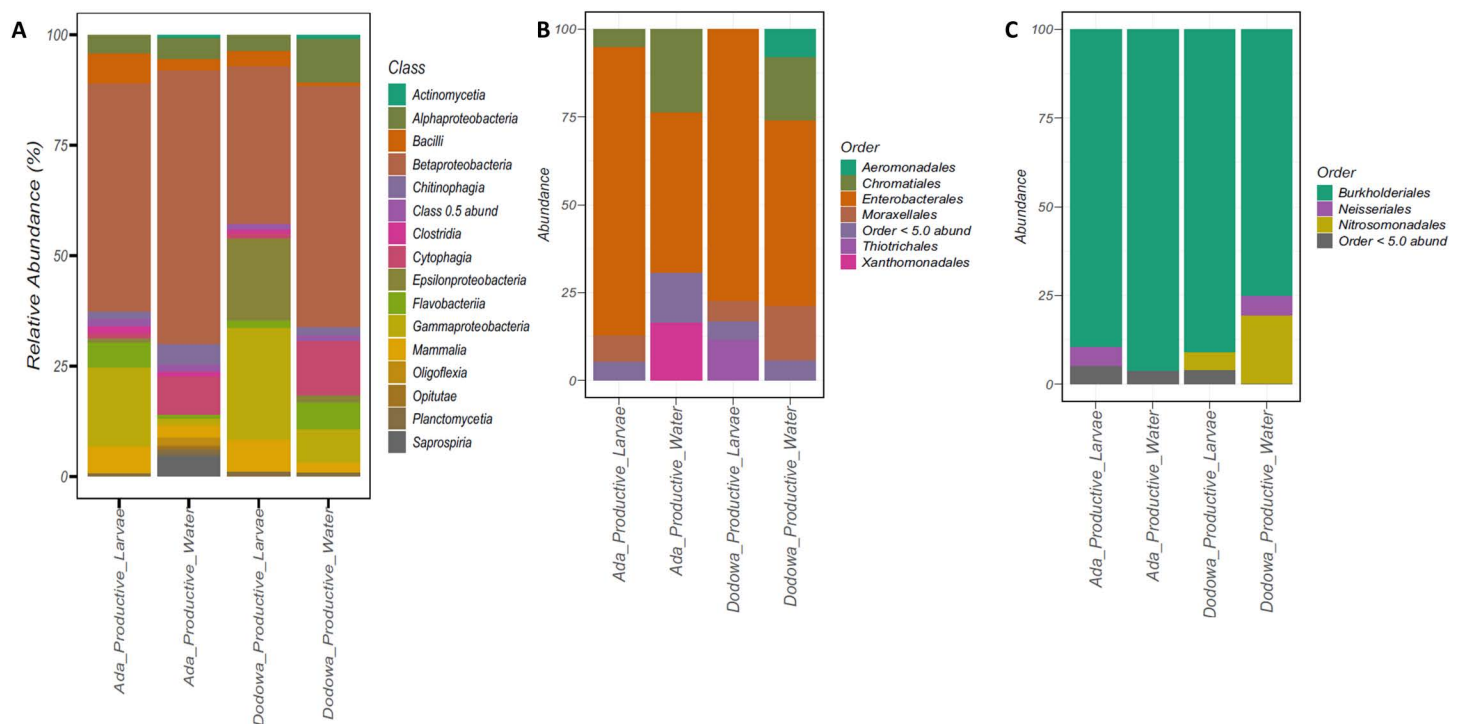 A
Relative Abundance (%)
100
75
50
25
0
Ada_Productive_Larvae
Ada_Productive_Water
Dodowa_Productive_Larvae
Dodowa_Productive_Water
Class
Actinomycetia
Alphaproteobacteria
Bacilli
Betaproteobacteria
Chitinophagia
Class 0.5 abund
Clostridia
Cytophagia
Epsilonproteobacteria
Flavobacteriia
Gammaproteobacteria
Mammalia
Oligoflexia
Opitutae
Planctomycetia
Saprospiria
B
Abundance
100
75
50
25
0
Ada_Productive_Larvae
Ada_Productive_Water
Dodowa_Productive_Larvae
Dodowa_Productive_Water
Order
Aeromonadales
Chromatiales
Enterobacterales
Moraxellales
Order < 5.0 abund
Thiotrichales
Xanthomonadales
C
Abundance
100
75
50
25
0
Ada_Productive_Larvae
Ada_Productive_Water
Dodowa_Productive_Larvae
Dodowa_Productive_Water
Order
Burkholderiales
Neisseriales
Nitrosomonadales
Order < 5.0 abund